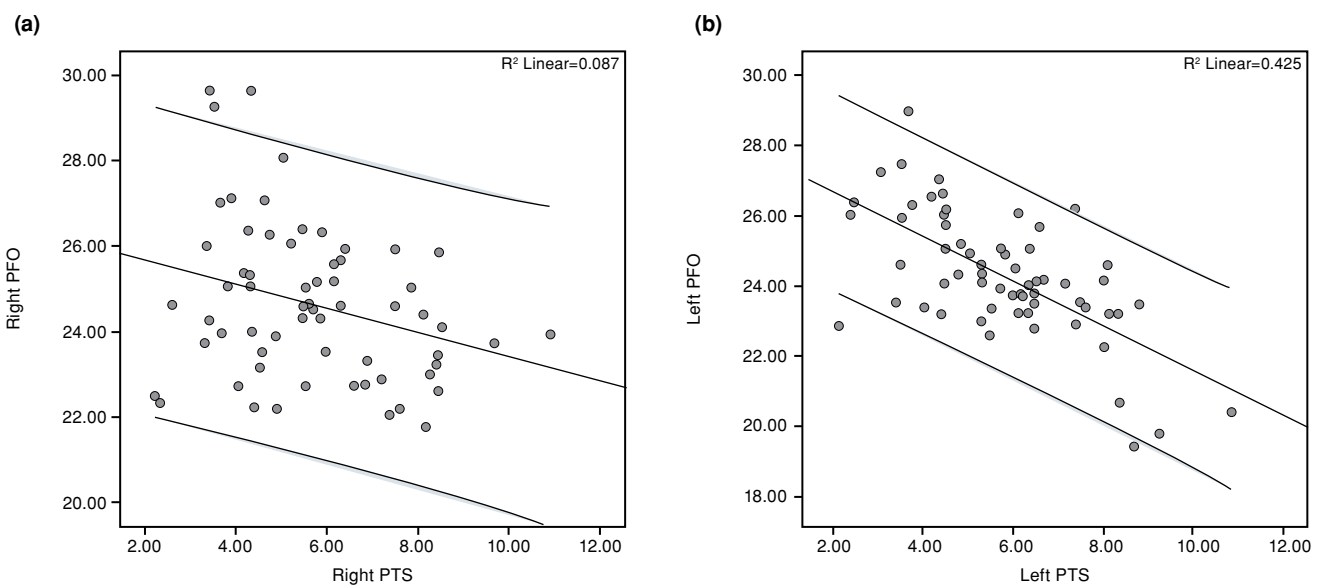 (a)
R² Linear=0.087
30.00
28.00
26.00
24.00
22.00
20.00
Right PFO
2.00 4.00 6.00 8.00 10.00 12.00
Right PTS
(b)
R² Linear=0.425
30.00
28.00
26.00
24.00
22.00
20.00
18.00
Left PFO
2.00 4.00 6.00 8.00 10.00 12.00
Left PTS